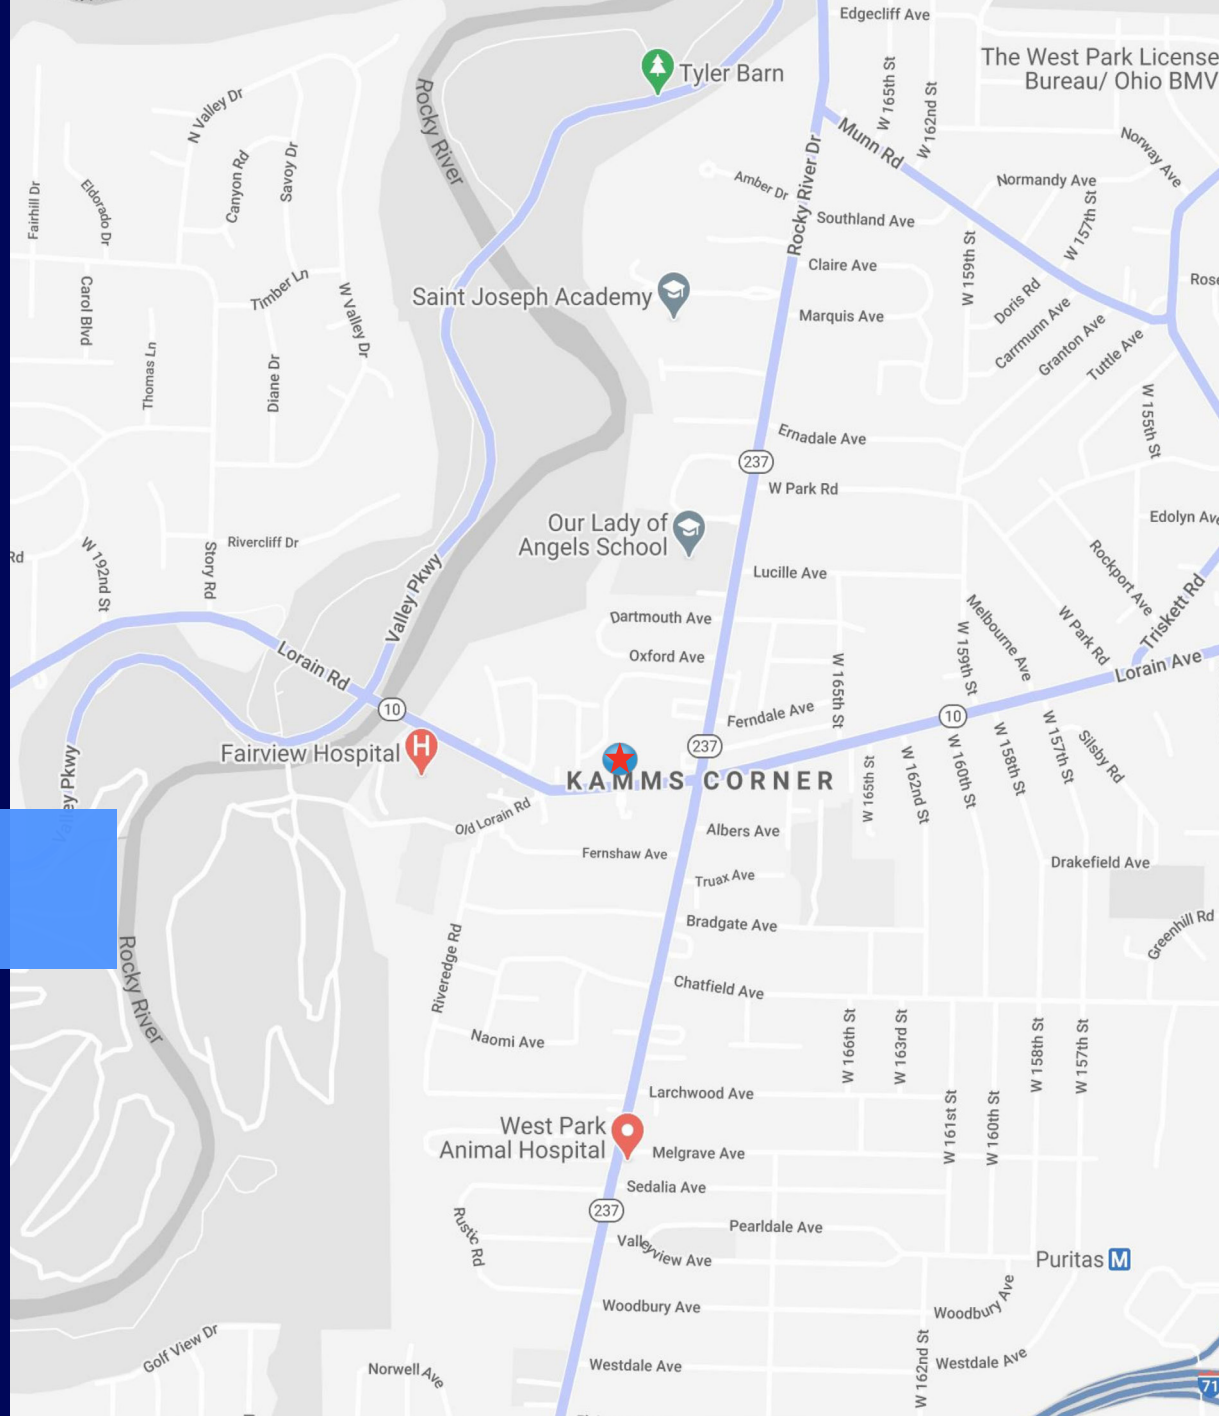 Edgecliff Ave
The West Park License
Bureau/ Ohio BMV
Tyler Barn
W 165th St
W 162nd St
N Valley Dr
Rocky River
Munn Rd
Norway Ave
Canyon Rd
Savoy Dr
Rocky River Dr
Amber Dr
Normandy Ave
Fairhill Dr
Eldorado Dr
Southland Ave
W 157th St
Claire Ave
W 159th St
Timber Ln
Saint Joseph Academy
Rose
Carol Blvd
W Valley Dr
Doris Rd
Marquis Ave
Carrmunn Ave
Granton Ave
Tuttle Ave
Thomas Ln
Diane Dr
W 155th St
Ernadale Ave
237
W Park Rd
Our Lady of
Angels School
Edolyn Ave
Rivercliff Dr
Rd
W 192nd St
Story Rd
Valley Pkwy
Lucille Ave
Rockport Ave
Triskett Rd
Dartmouth Ave
Melbourne Ave
W Park Rd
Oxford Ave
W 159th St
Lorain Rd
W 165th St
Lorain Ave
10
Ferndale Ave
10
Fairview Hospital
H
237
W 157th St
Silsby Rd
W 158th St
W 160th St
W 162nd St
Valley Pkwy
KAMMS CORNER
W 165th St
Old Lorain Rd
Albers Ave
Fernshaw Ave
Drakefield Ave
Truax Ave
Bradgate Ave
Greenhill Rd
Rocky River
Riveredge Rd
Chatfield Ave
Naomi Ave
W 166th St
W 163rd St
W 158th St
W 157th St
Larchwood Ave
W 161st St
W 160th St
West Park
Animal Hospital
Melgrave Ave
Sedalia Ave
237
Rustic Rd
Pearldale Ave
Valleyview Ave
Puritas M
Woodbury Ave
Woodbury Ave
Golf View Dr
Norwell Ave
Westdale Ave
W 162nd St
Westdale Ave
71